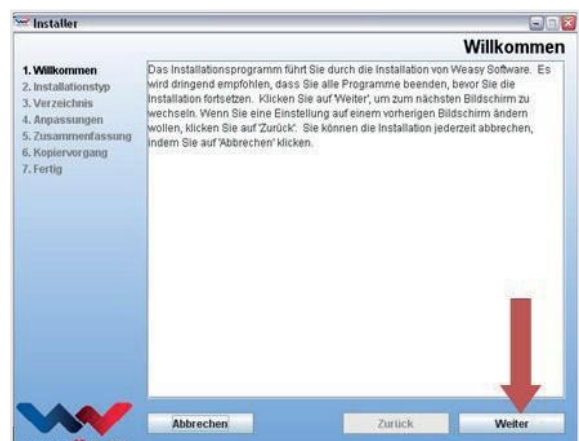 Installer
Willkommen
1. Willkommen
2. Installationstyp
3. Verzeichnis
4. Anpassungen
5. Zusammenfassung
6. Kopiervorgang
7. Fertig
Das Installationsprogramm führt Sie durch die Installation von Weasy Software. Es
wird dringend empfohlen, dass Sie alle Programme beenden, bevor Sie die
Installation fortsetzen. Klicken Sie auf 'Weiter', um zum nächsten Bildschirm zu
wechseln. Wenn Sie eine Einstellung auf einem vorherigen Bildschirm ändern
wollen, klicken Sie auf 'Zurück'. Sie können die Installation jederzeit abbrechen,
indem Sie auf 'Abbrechen' klicken.
Abbrechen
Zurück
Weiter